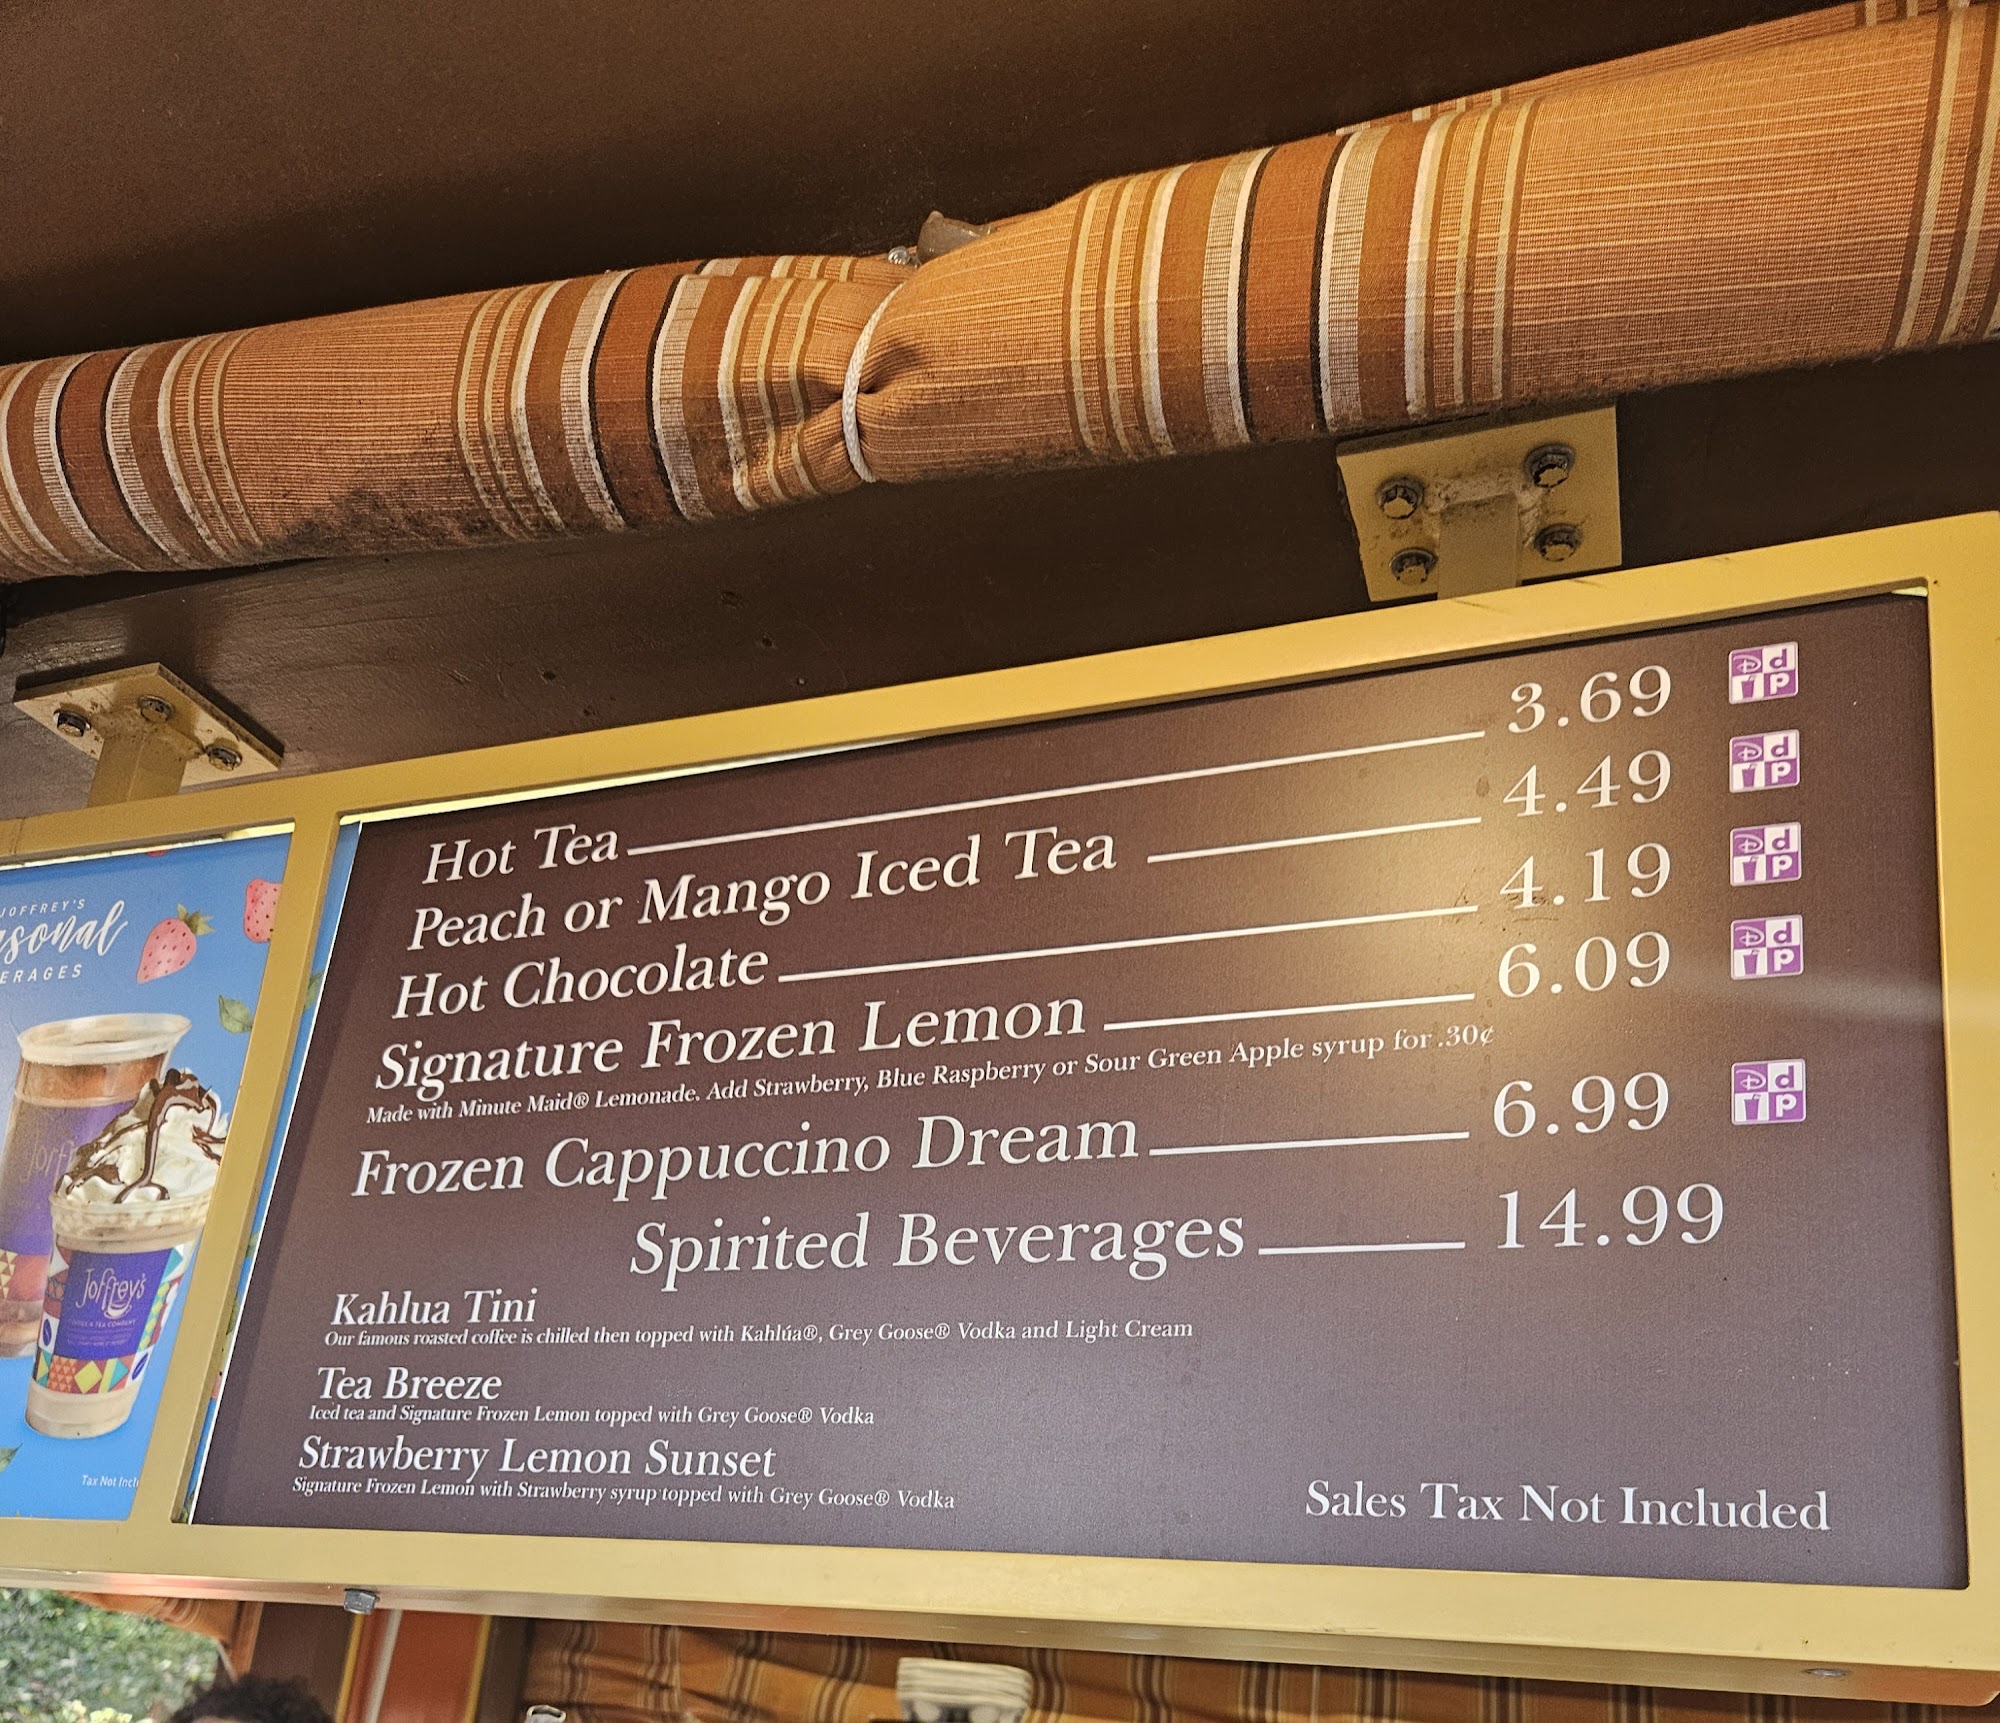 JOFFREY'S
Hot Tea 3.69
Peach or Mango Iced Tea 4.49
Hot Chocolate 4.19
Signature Frozen Lemon 6.09
Made with Minute Maid® Lemonade. Add Strawberry, Blue Raspberry or Sour Green Apple syrup for .30¢
Frozen Cappuccino Dream 6.99
Spirited Beverages 14.99
Kahlua Tini
Our famous roasted coffee is chilled then topped with Kahlúa®, Grey Goose® Vodka and Light Cream
Tea Breeze
Iced tea and Signature Frozen Lemon topped with Grey Goose® Vodka
Strawberry Lemon Sunset
Signature Frozen Lemon with Strawberry syrup topped with Grey Goose® Vodka
Sales Tax Not Included
Joffrey's
COFFEE & TEA COMPANY
Tax Not